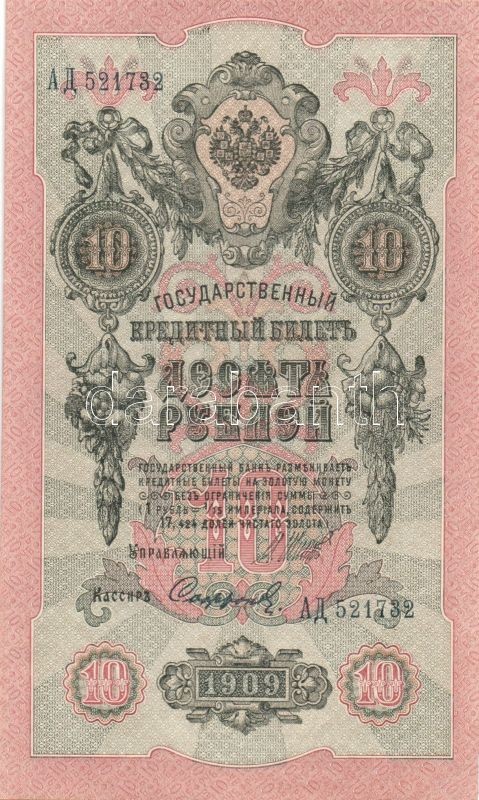 АД 521732
10 10
ГОСУДАРСТВЕННЫЙ
КРЕДИТНЫЙ БИЛЕТЪ
ДЕСЯТЬ
РУБЛЕЙ
darabanth
ГОСУДАРСТВЕННЫЙ БАНКЪ РАЗМѢНИВАЕТЪ
КРЕДИТНЫЕ БИЛЕТЫ НА ЗОЛОТУЮ МОНЕТУ
БЕЗЪ ОГРАНИЧЕНІЯ СУММЫ
(1 РУБЛЬ = 1/15 ИМПЕРІАЛА, СОДЕРЖИТЪ
17,424 ДОЛЕЙ ЧИСТАГО ЗОЛОТА)
10
УПРАВЛЯЮЩІЙ
Кассиръ
АД 521732
10 1909 10